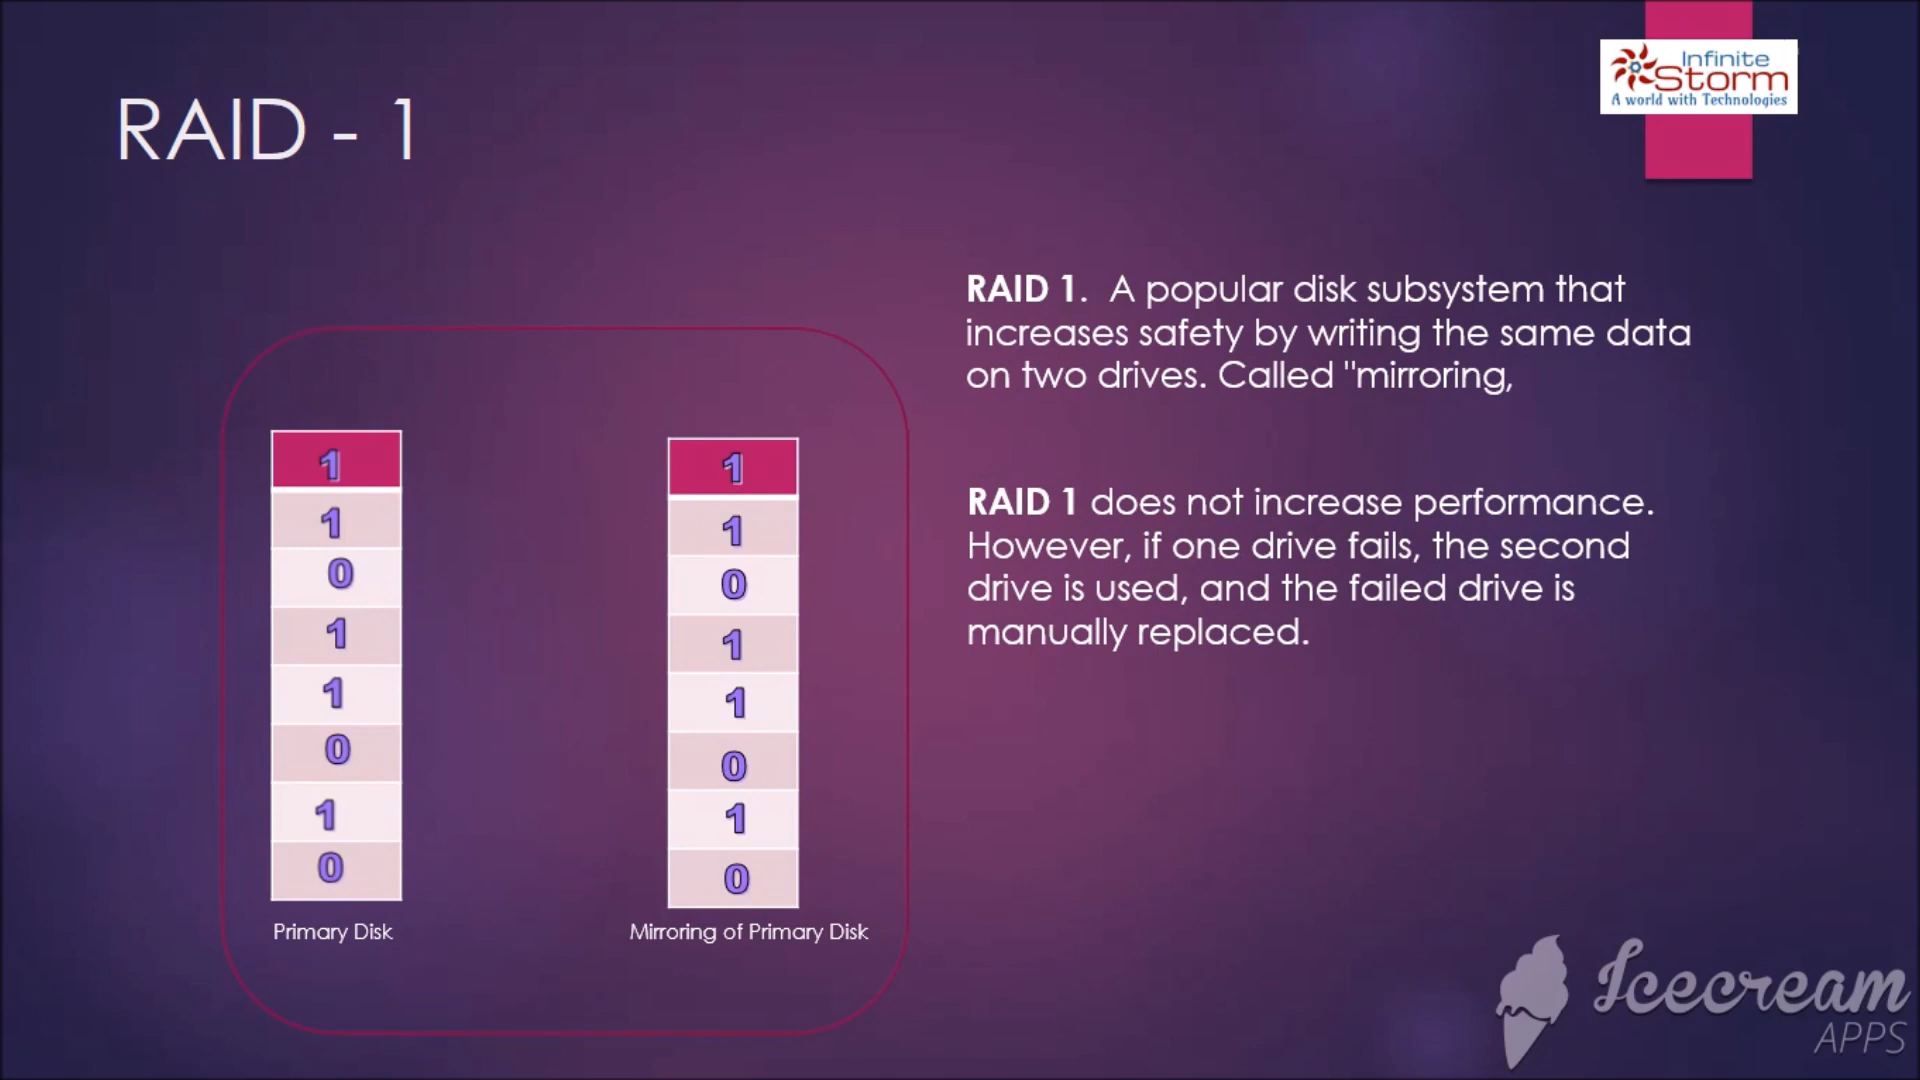 Infinite
Storm
A world with Technologies
RAID - 1
RAID 1.  A popular disk subsystem that
increases safety by writing the same data
on two drives. Called "mirroring,
RAID 1 does not increase performance.
However, if one drive fails, the second
drive is used, and the failed drive is
manually replaced.
1
1
0
1
1
0
1
0
Primary Disk
1
1
0
1
1
0
1
0
Mirroring of Primary Disk
Icecream
APPS